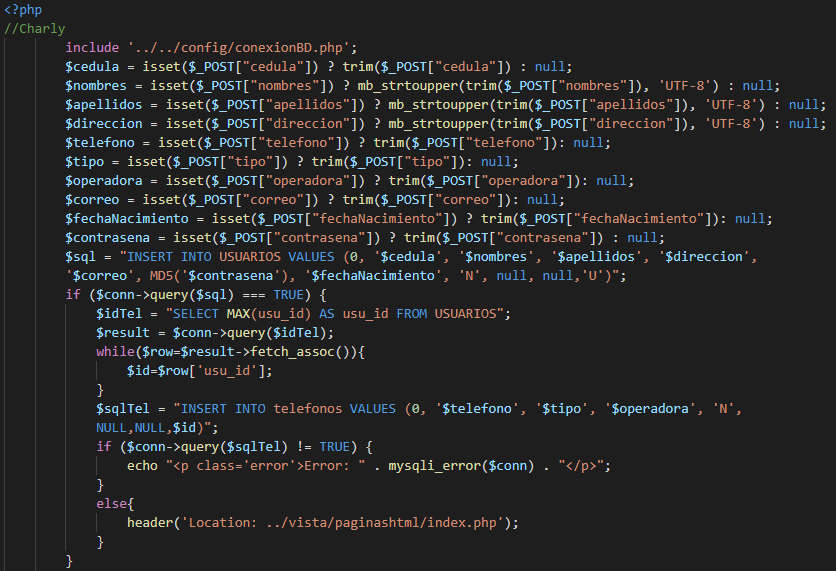 <?php
//Charly
include '../../config/conexionBD.php';
$cedula = isset($_POST["cedula"]) ? trim($_POST["cedula"]) : null;
$nombres = isset($_POST["nombres"]) ? mb_strtoupper(trim($_POST["nombres"]), 'UTF-8') : null;
$apellidos = isset($_POST["apellidos"]) ? mb_strtoupper(trim($_POST["apellidos"]), 'UTF-8') : null;
$direccion = isset($_POST["direccion"]) ? mb_strtoupper(trim($_POST["direccion"]), 'UTF-8') : null;
$telefono = isset($_POST["telefono"]) ? trim($_POST["telefono"]): null;
$tipo = isset($_POST["tipo"]) ? trim($_POST["tipo"]): null;
$operadora = isset($_POST["operadora"]) ? trim($_POST["operadora"]): null;
$correo = isset($_POST["correo"]) ? trim($_POST["correo"]): null;
$fechaNacimiento = isset($_POST["fechaNacimiento"]) ? trim($_POST["fechaNacimiento"]): null;
$contrasena = isset($_POST["contrasena"]) ? trim($_POST["contrasena"]) : null;
$sql = "INSERT INTO USUARIOS VALUES (0, '$cedula', '$nombres', '$apellidos', '$direccion',
'$correo', MD5('$contrasena'), '$fechaNacimiento', 'N', null, null,'U')";
if ($conn->query($sql) === TRUE) {
$idTel = "SELECT MAX(usu_id) AS usu_id FROM USUARIOS";
$result = $conn->query($idTel);
while($row=$result->fetch_assoc()){
$id=$row['usu_id'];
}
$sqlTel = "INSERT INTO telefonos VALUES (0, '$telefono', '$tipo', '$operadora', 'N',
NULL,NULL,$id)";
if ($conn->query($sqlTel) != TRUE) {
echo "<p class='error'>Error: " . mysqli_error($conn) . "</p>";
}
else{
header('Location: ../vista/paginashtml/index.php');
}
}